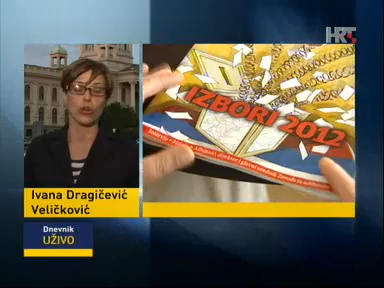 HRT
IZBORI 2012
Ivana Dragičević
Veličković
Dnevnik
UŽIVO